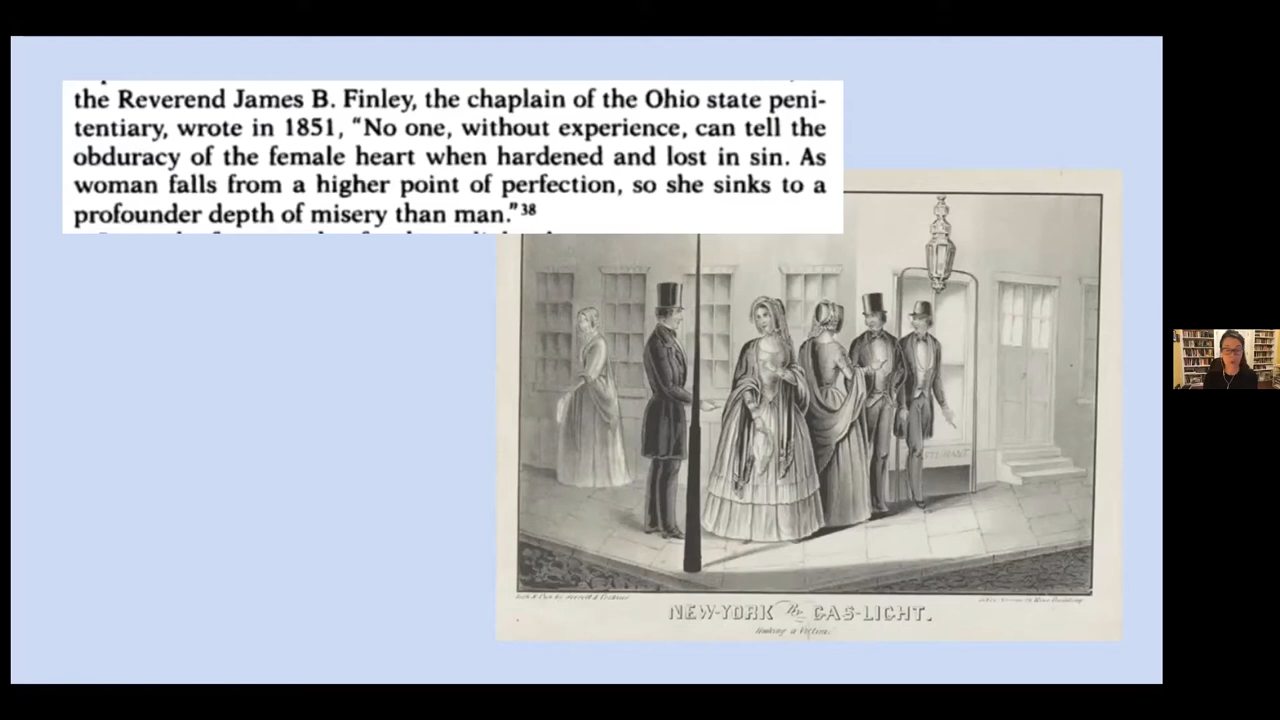 the Reverend James B. Finley, the chaplain of the Ohio state peni-
tentiary, wrote in 1851, “No one, without experience, can tell the
obduracy of the female heart when hardened and lost in sin. As
woman falls from a higher point of perfection, so she sinks to a
profounder depth of misery than man.”38
NEW-YORK By GAS-LIGHT.
Hooking a Victim.